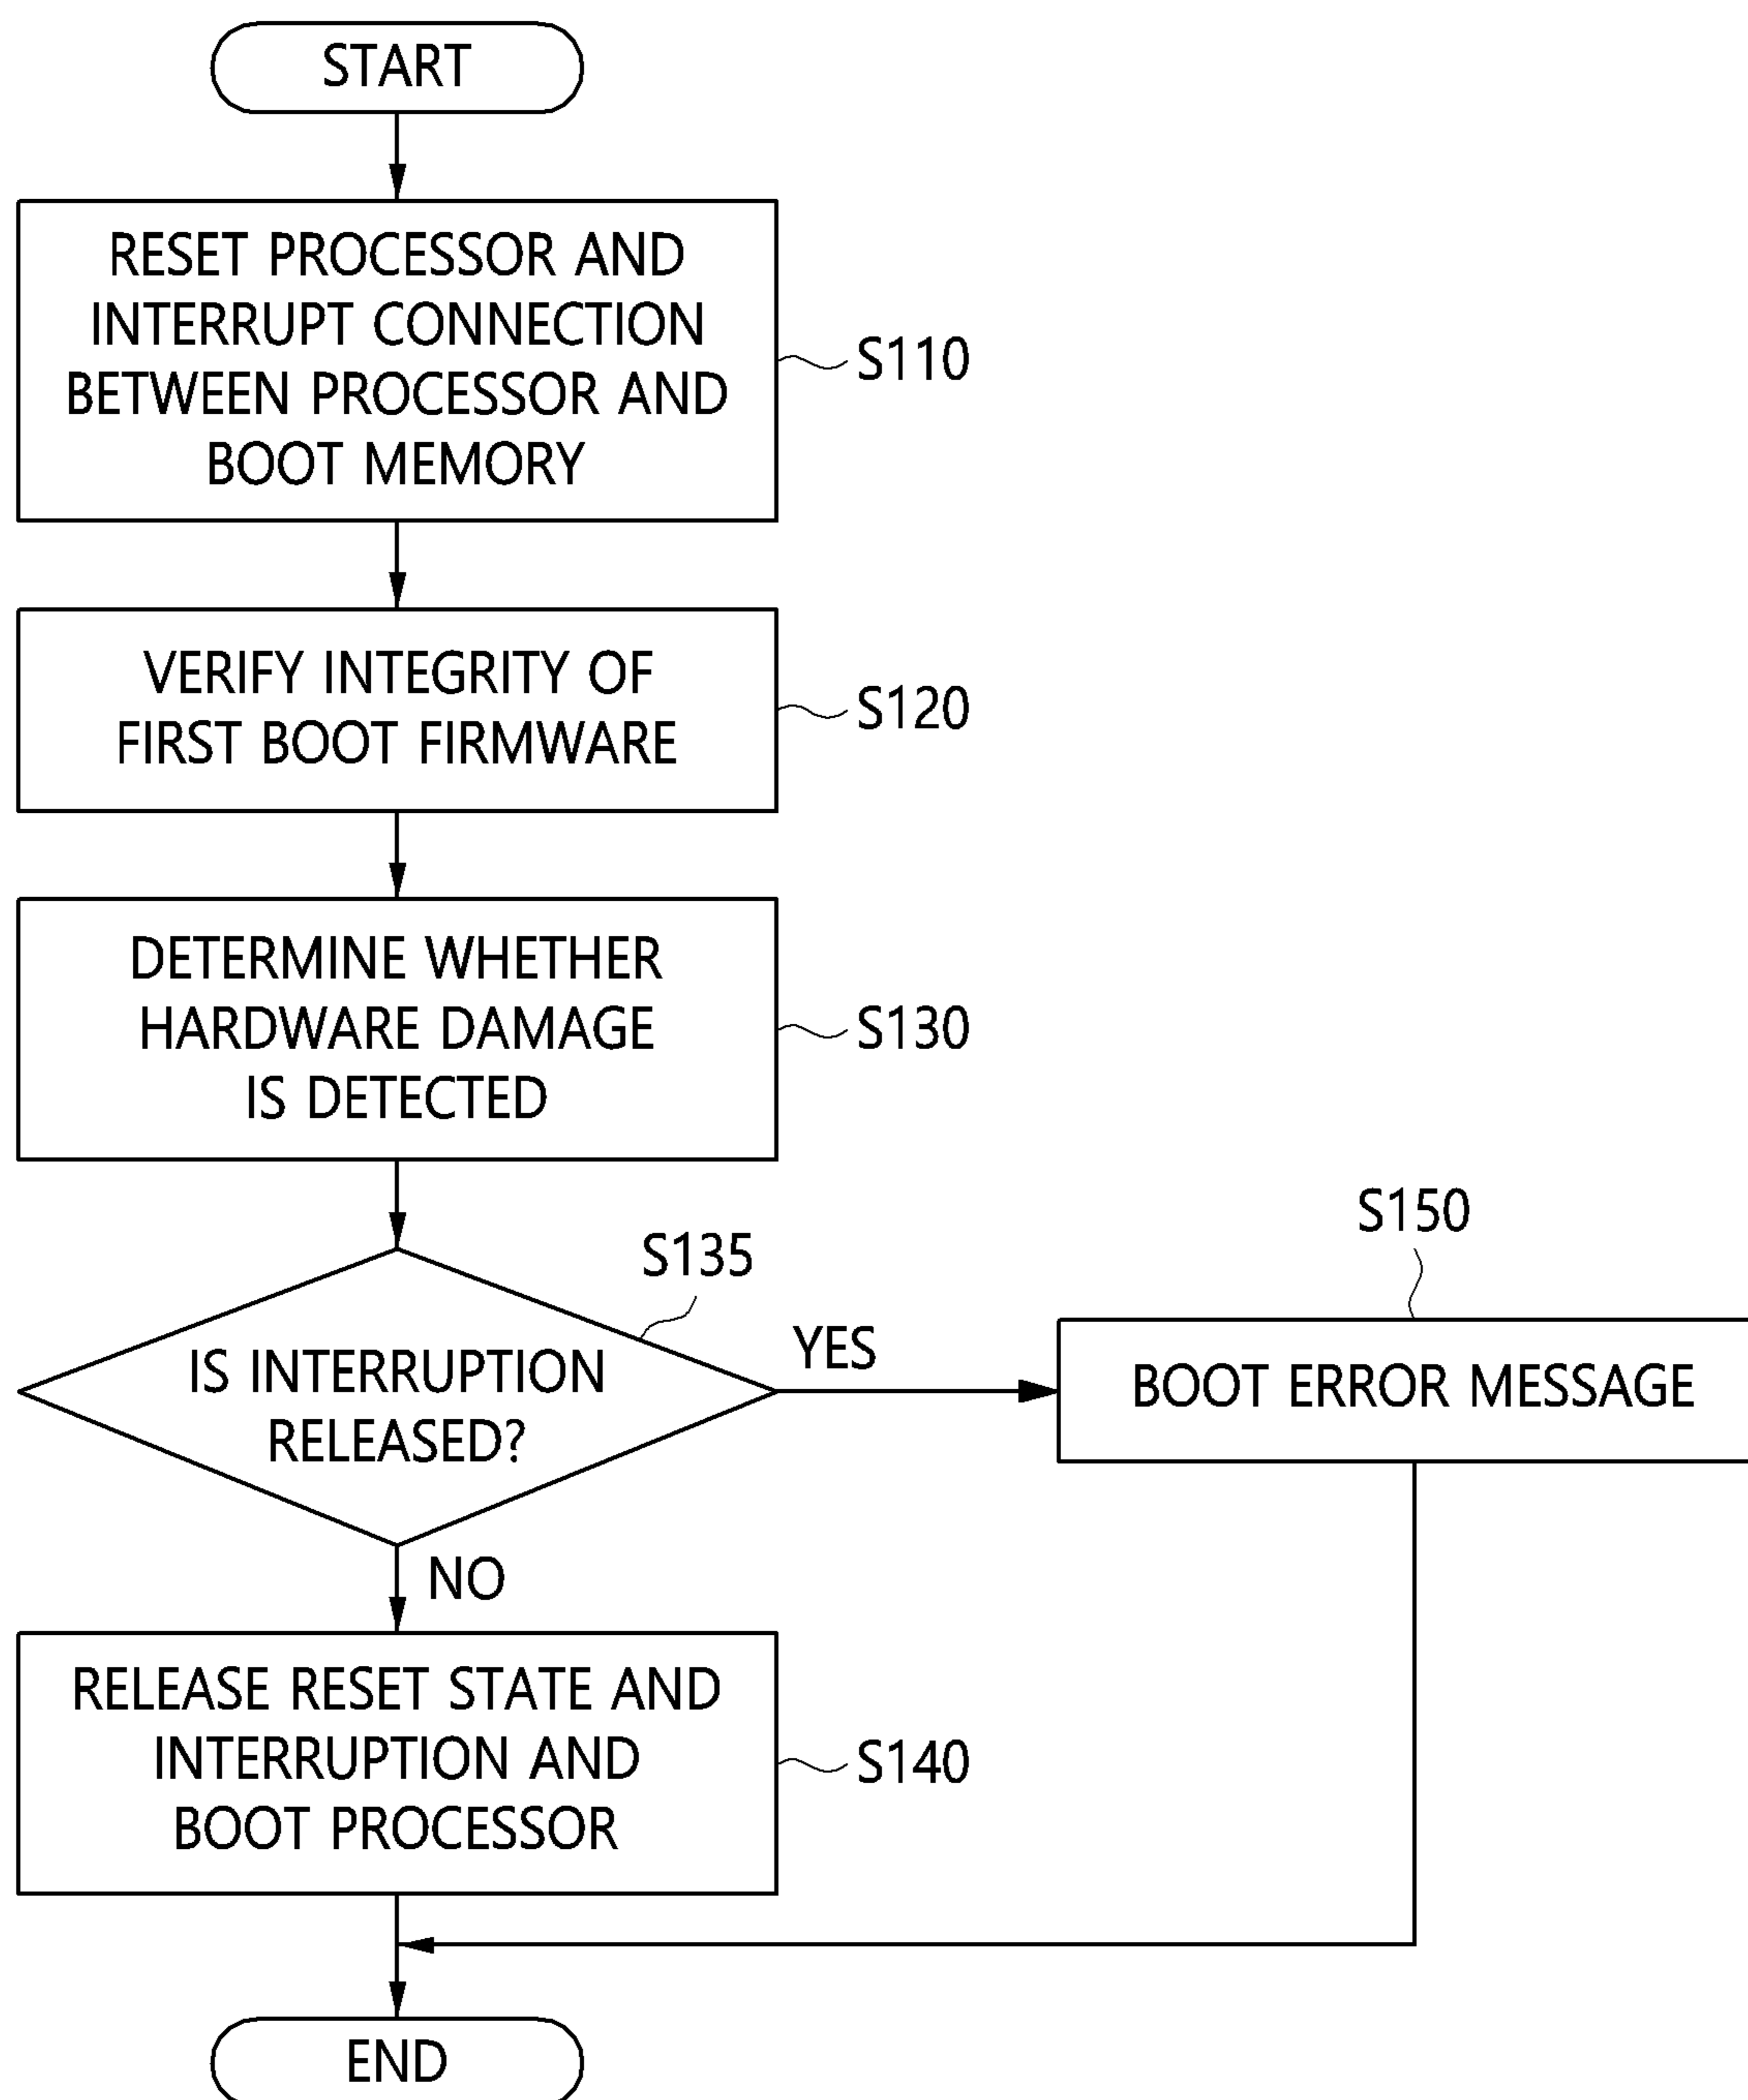 START
RESET PROCESSOR AND
INTERRUPT CONNECTION
BETWEEN PROCESSOR AND
BOOT MEMORY
S110
VERIFY INTEGRITY OF
FIRST BOOT FIRMWARE
S120
DETERMINE WHETHER
HARDWARE DAMAGE
IS DETECTED
S130
S135
IS INTERRUPTION
RELEASED?
YES
S150
BOOT ERROR MESSAGE
NO
RELEASE RESET STATE AND
INTERRUPTION AND
BOOT PROCESSOR
S140
END